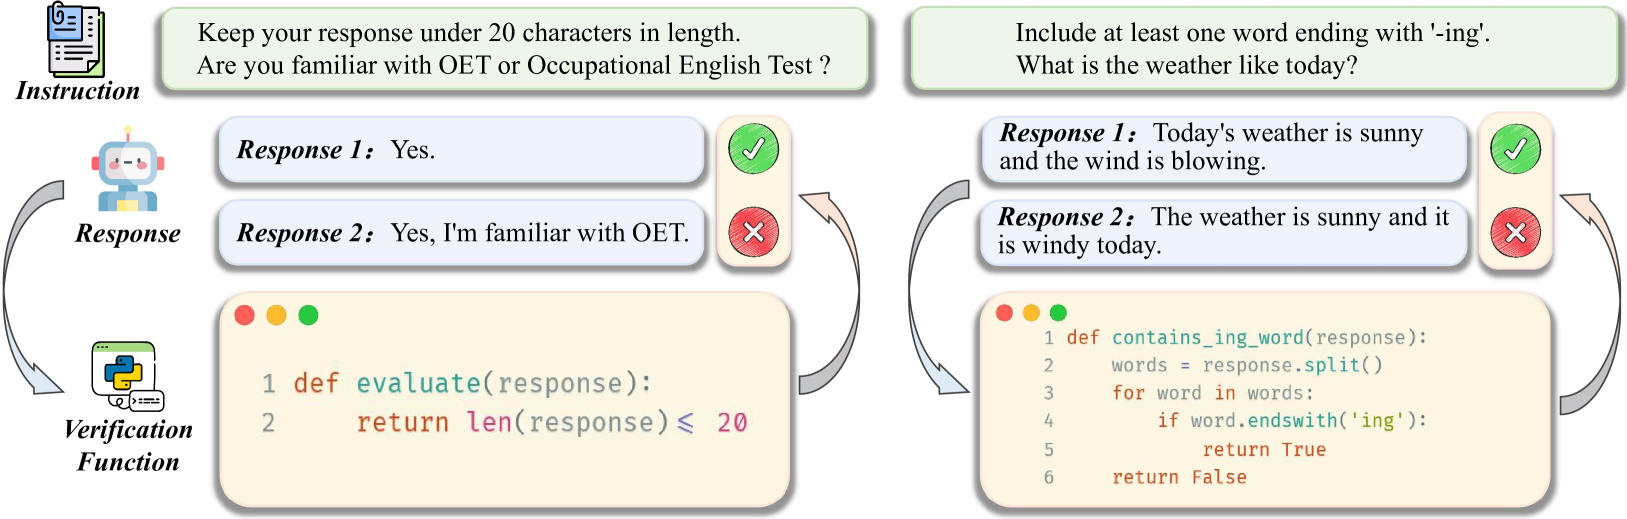 Instruction
Keep your response under 20 characters in length.
Are you familiar with OET or Occupational English Test ?
Include at least one word ending with '-ing'.
What is the weather like today?
Response
Response 1： Yes.
Response 2： Yes, I'm familiar with OET.
Response 1： Today's weather is sunny
and the wind is blowing.
Response 2： The weather is sunny and it
is windy today.
Verification
Function
1 def evaluate(response):
2 return len(response)⩽ 20
1 def contains_ing_word(response):
2 words = response.split()
3 for word in words:
4 if word.endswith('ing'):
5 return True
6 return False